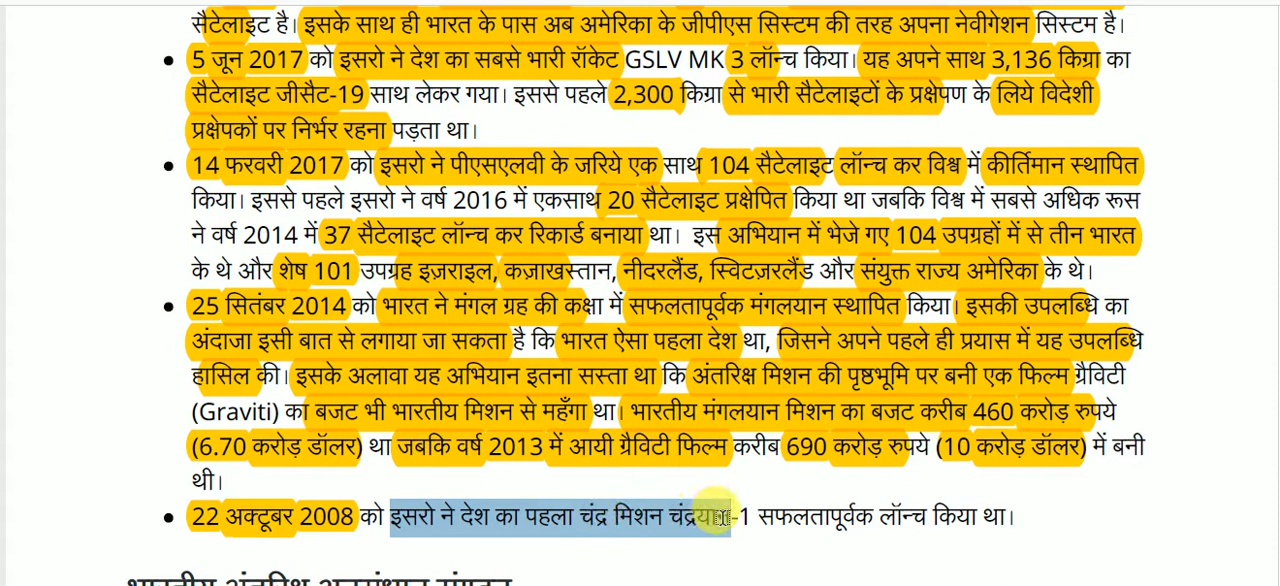 सैटेलाइट है। इसके साथ ही भारत के पास अब अमेरिका के जीपीएस सिस्टम की तरह अपना नेवीगेशन सिस्टम है।
• 5 जून 2017 को इसरो ने देश का सबसे भारी रॉकेट GSLV MK 3 लॉन्च किया। यह अपने साथ 3,136 किग्रा का
सैटेलाइट जीसैट-19 साथ लेकर गया। इससे पहले 2,300 किग्रा से भारी सैटेलाइटों के प्रक्षेपण के लिये विदेशी
प्रक्षेपकों पर निर्भर रहना पड़ता था।
• 14 फरवरी 2017 को इसरो ने पीएसएलवी के जरिये एक साथ 104 सैटेलाइट लॉन्च कर विश्व में कीर्तिमान स्थापित
किया। इससे पहले इसरो ने वर्ष 2016 में एकसाथ 20 सैटेलाइट प्रक्षेपित किया था जबकि विश्व में सबसे अधिक रूस
ने वर्ष 2014 में 37 सैटेलाइट लॉन्च कर रिकार्ड बनाया था। इस अभियान में भेजे गए 104 उपग्रहों में से तीन भारत
के थे और शेष 101 उपग्रह इज़राइल, कज़ाखस्तान, नीदरलैंड, स्विटज़रलैंड और संयुक्त राज्य अमेरिका के थे।
• 25 सितंबर 2014 को भारत ने मंगल ग्रह की कक्षा में सफलतापूर्वक मंगलयान स्थापित किया। इसकी उपलब्धि का
अंदाजा इसी बात से लगाया जा सकता है कि भारत ऐसा पहला देश था, जिसने अपने पहले ही प्रयास में यह उपलब्धि
हासिल की। इसके अलावा यह अभियान इतना सस्ता था कि अंतरिक्ष मिशन की पृष्ठभूमि पर बनी एक फिल्म ग्रैविटी
(Graviti) का बजट भी भारतीय मिशन से महँगा था। भारतीय मंगलयान मिशन का बजट करीब 460 करोड़ रुपये
(6.70 करोड़ डॉलर) था जबकि वर्ष 2013 में आयी ग्रैविटी फिल्म करीब 690 करोड़ रुपये (10 करोड़ डॉलर) में बनी
थी।
• 22 अक्टूबर 2008 को इसरो ने देश का पहला चंद्र मिशन चंद्रयान-1 सफलतापूर्वक लॉन्च किया था।